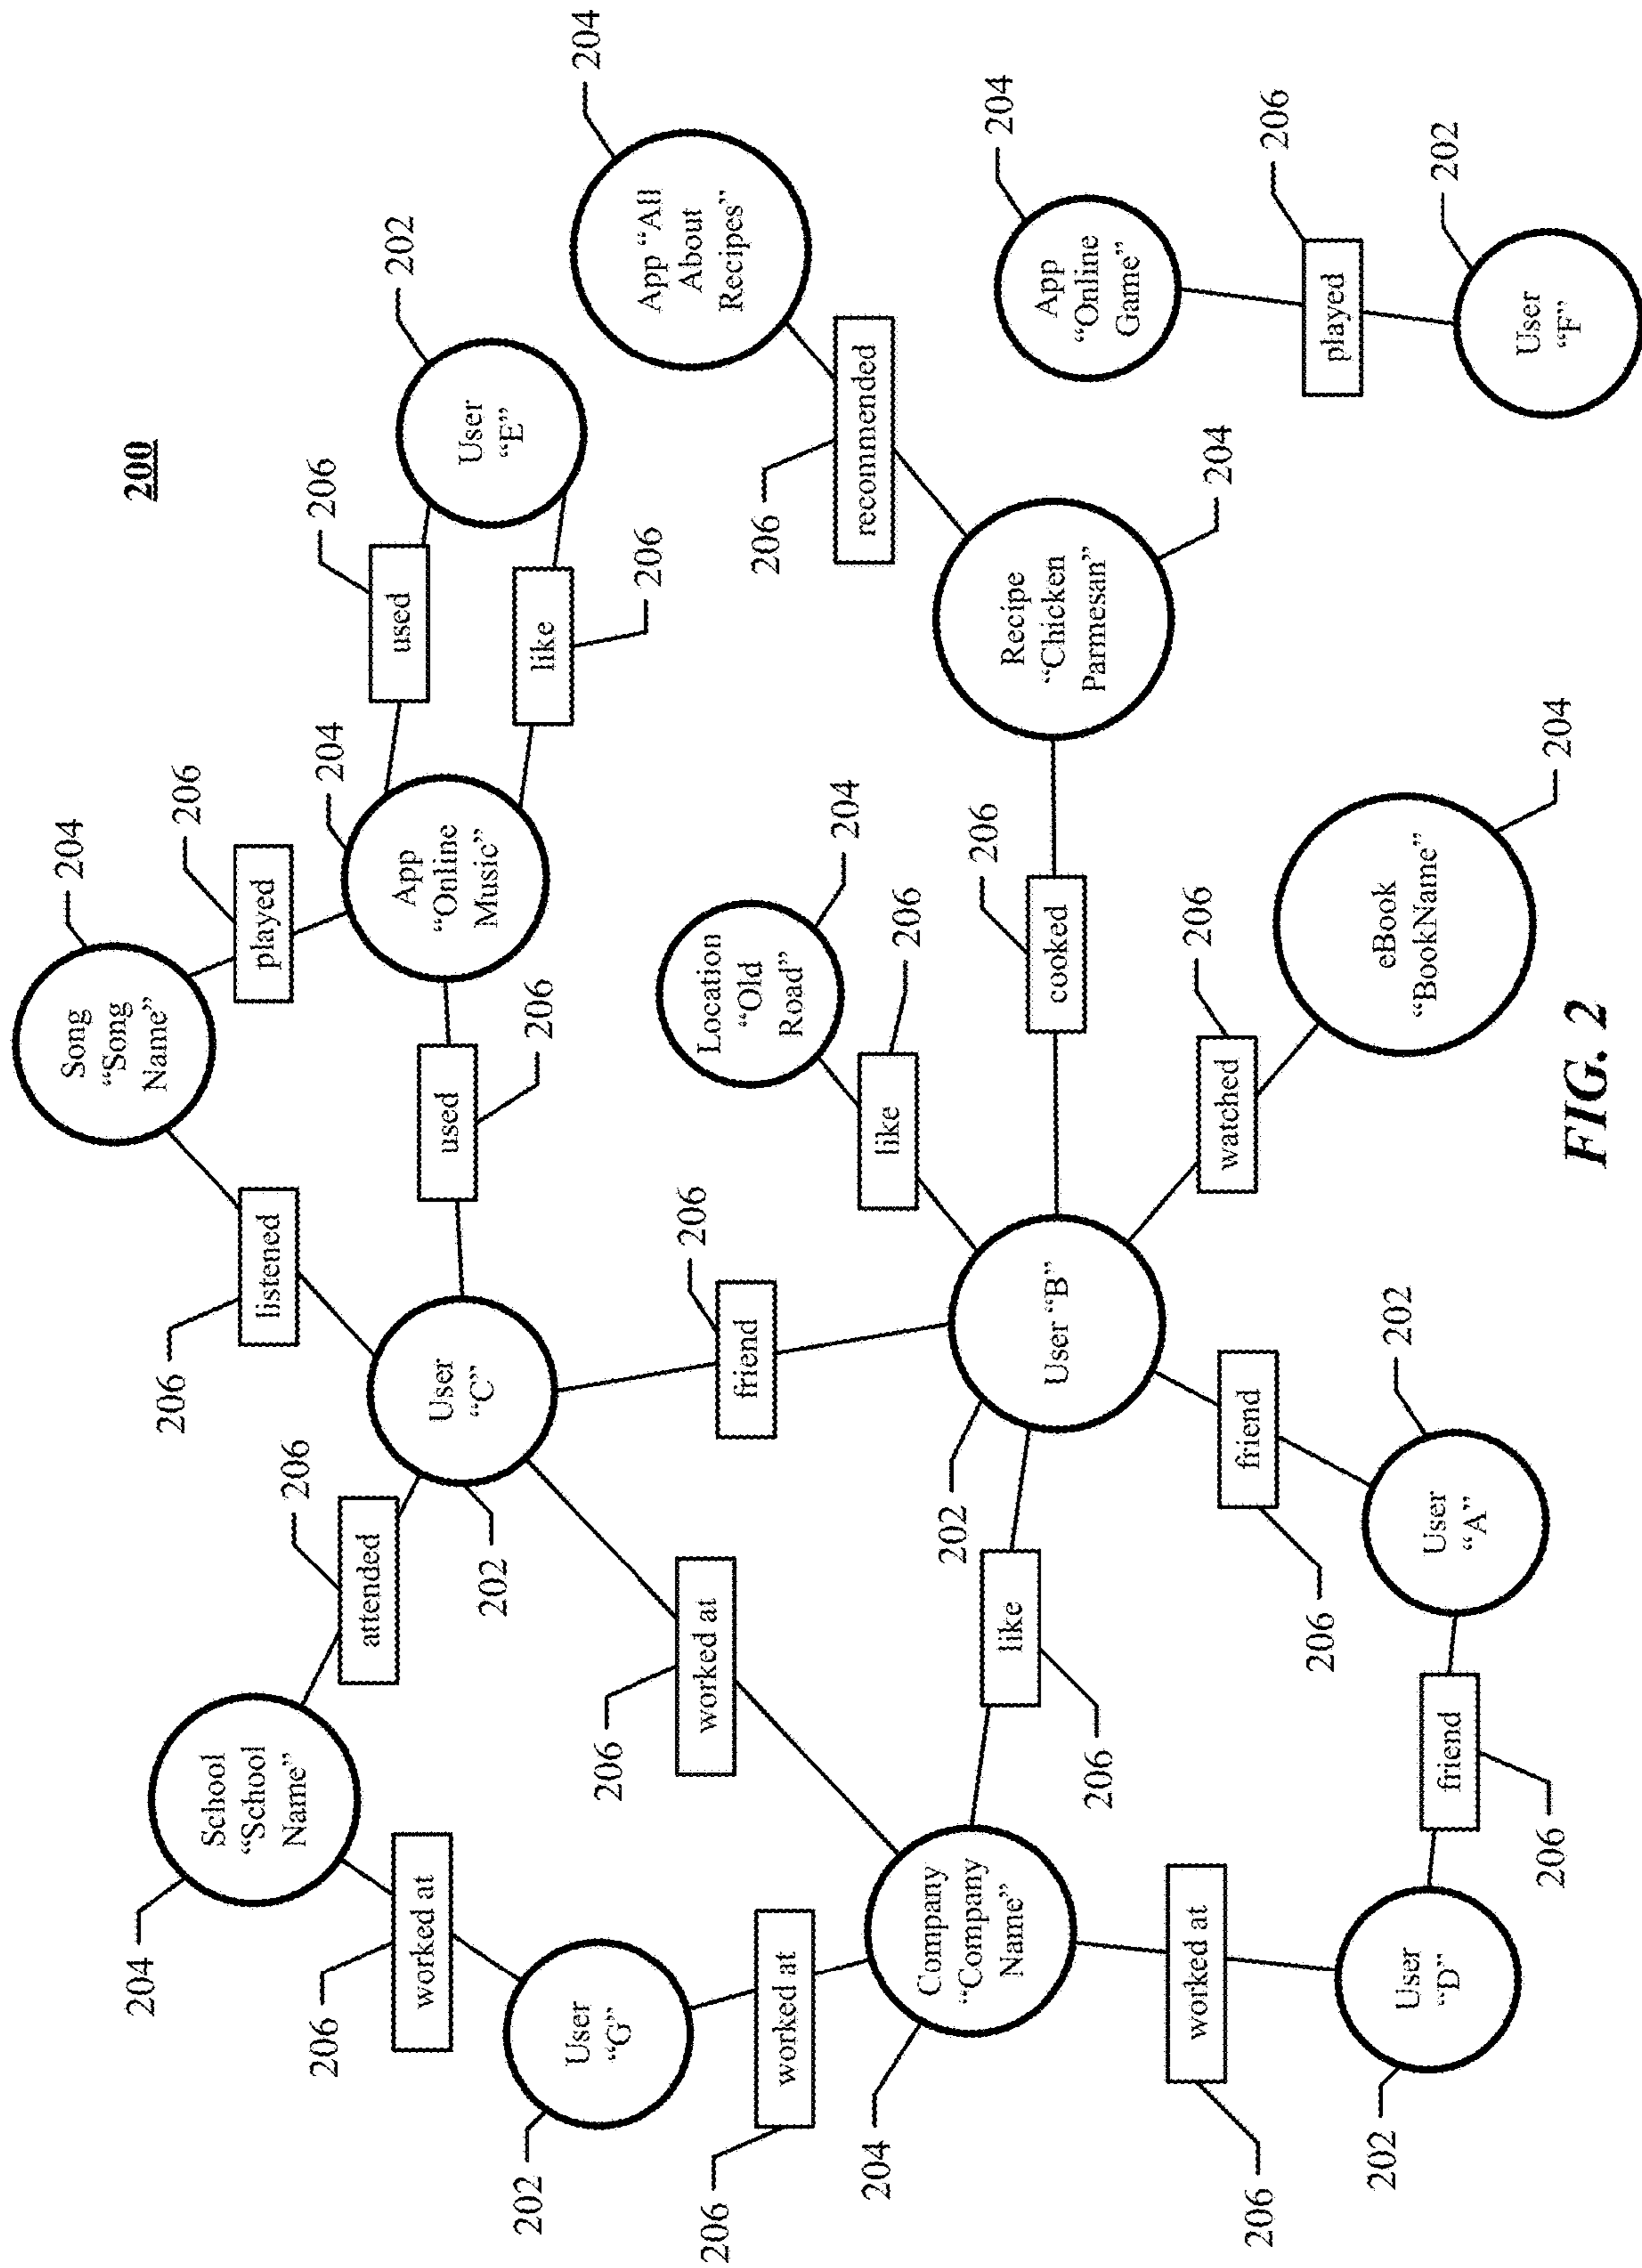 200
204
School
“School
Name”
206
attended
206
listened
204
Song
“Song
Name”
206
played
206
worked at
202
User
“G”
202
User
“C”
206
used
204
App
“Online
Music”
206
used
206
like
202
User
“E”
206
worked at
206
worked at
206
friend
204
Location
“Old
Road”
206
like
206
recommended
204
App “All
About
Recipes”
204
Company
“Company
Name”
206
like
202
User “B”
206
cooked
204
Recipe
“Chicken
Parmesan”
204
App
“Online
Game”
206
worked at
206
friend
206
watched
206
played
202
User
“D”
206
friend
202
User
“A”
204
eBook
“BookName”
202
User
“F”
FIG. 2